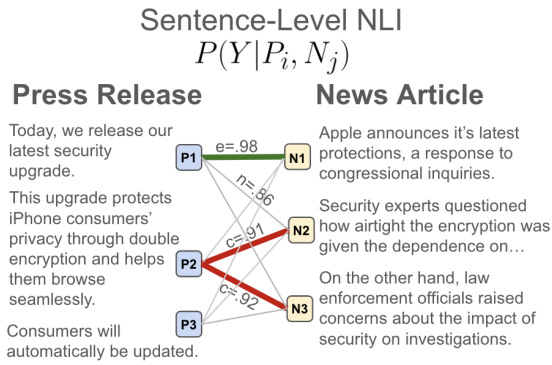 Sentence-Level NLI
P(Y|P_i, N_j)
Press Release
News Article
Today, we release our
latest security
upgrade.
This upgrade protects
iPhone consumers'
privacy through double
encryption and helps
them browse
seamlessly.
Consumers will
automatically be updated.
P1
P2
P3
e=.98
n=.86
c=.91
c=.92
N1
N2
N3
Apple announces it's latest
protections, a response to
congressional inquiries.
Security experts questioned
how airtight the encryption was
given the dependence on…
On the other hand, law
enforcement officials raised
concerns about the impact of
security on investigations.